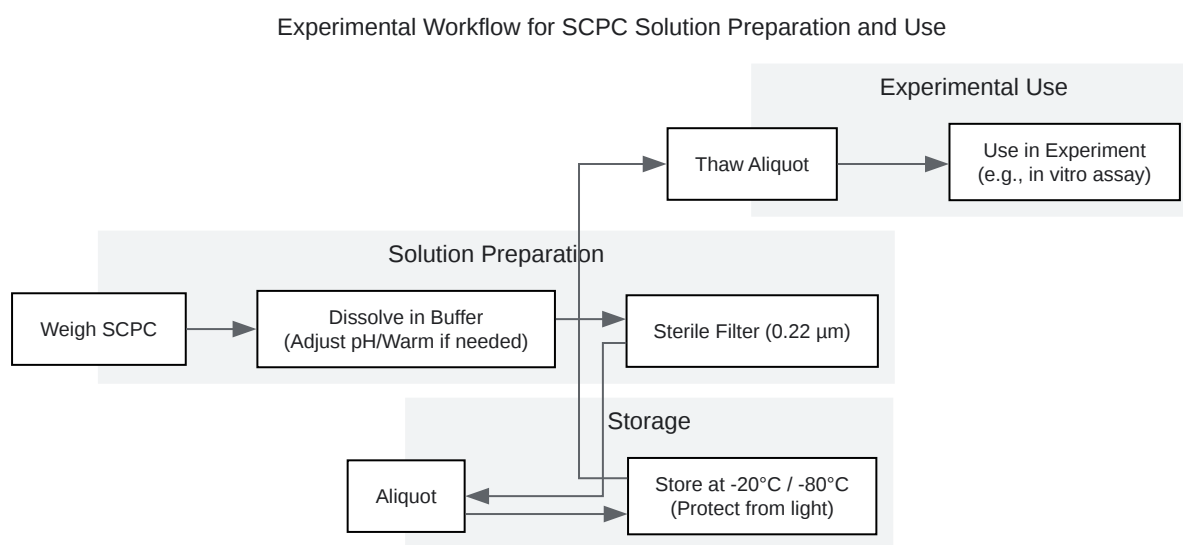 Experimental Workflow for SCPC Solution Preparation and Use
Experimental Use
Thaw Aliquot
Use in Experiment
(e.g., in vitro assay)
Solution Preparation
Weigh SCPC
Dissolve in Buffer
(Adjust pH/Warm if needed)
Sterile Filter (0.22 µm)
Storage
Aliquot
Store at -20°C / -80°C
(Protect from light)